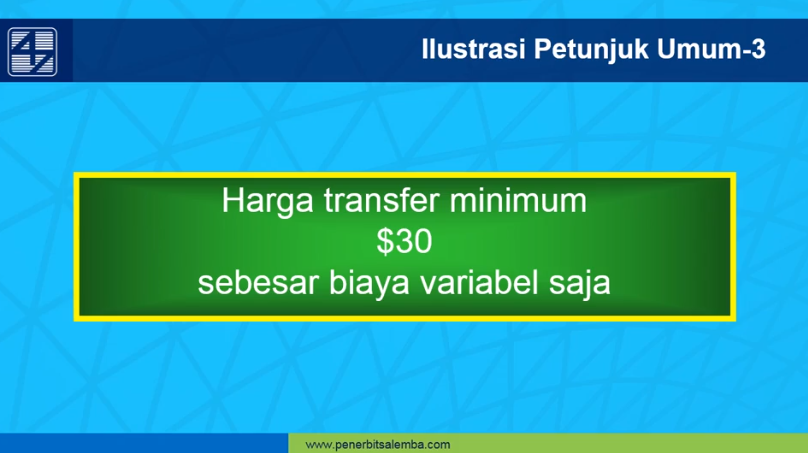 Ilustrasi Petunjuk Umum-3
Harga transfer minimum
$30
sebesar biaya variabel saja
www.penerbitsalemba.com